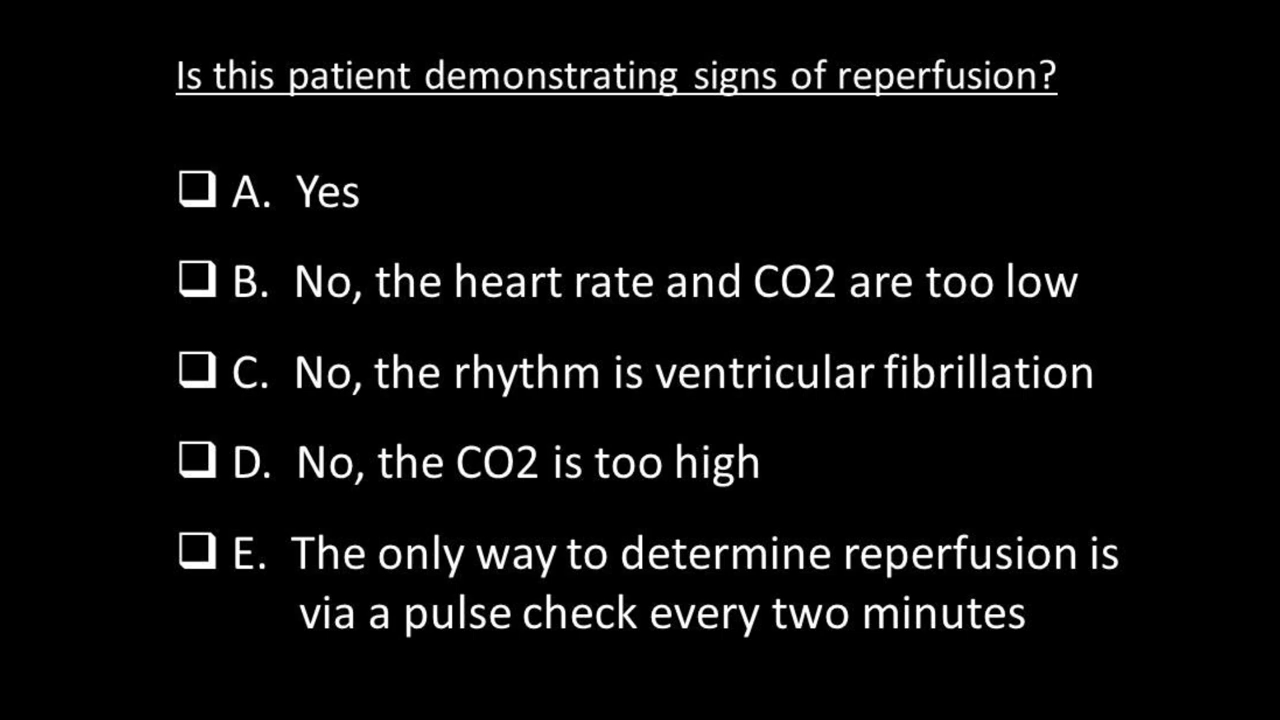 Is this patient demonstrating signs of reperfusion?
❑ A. Yes
❑ B. No, the heart rate and CO2 are too low
❑ C. No, the rhythm is ventricular fibrillation
❑ D. No, the CO2 is too high
❑ E. The only way to determine reperfusion is
via a pulse check every two minutes